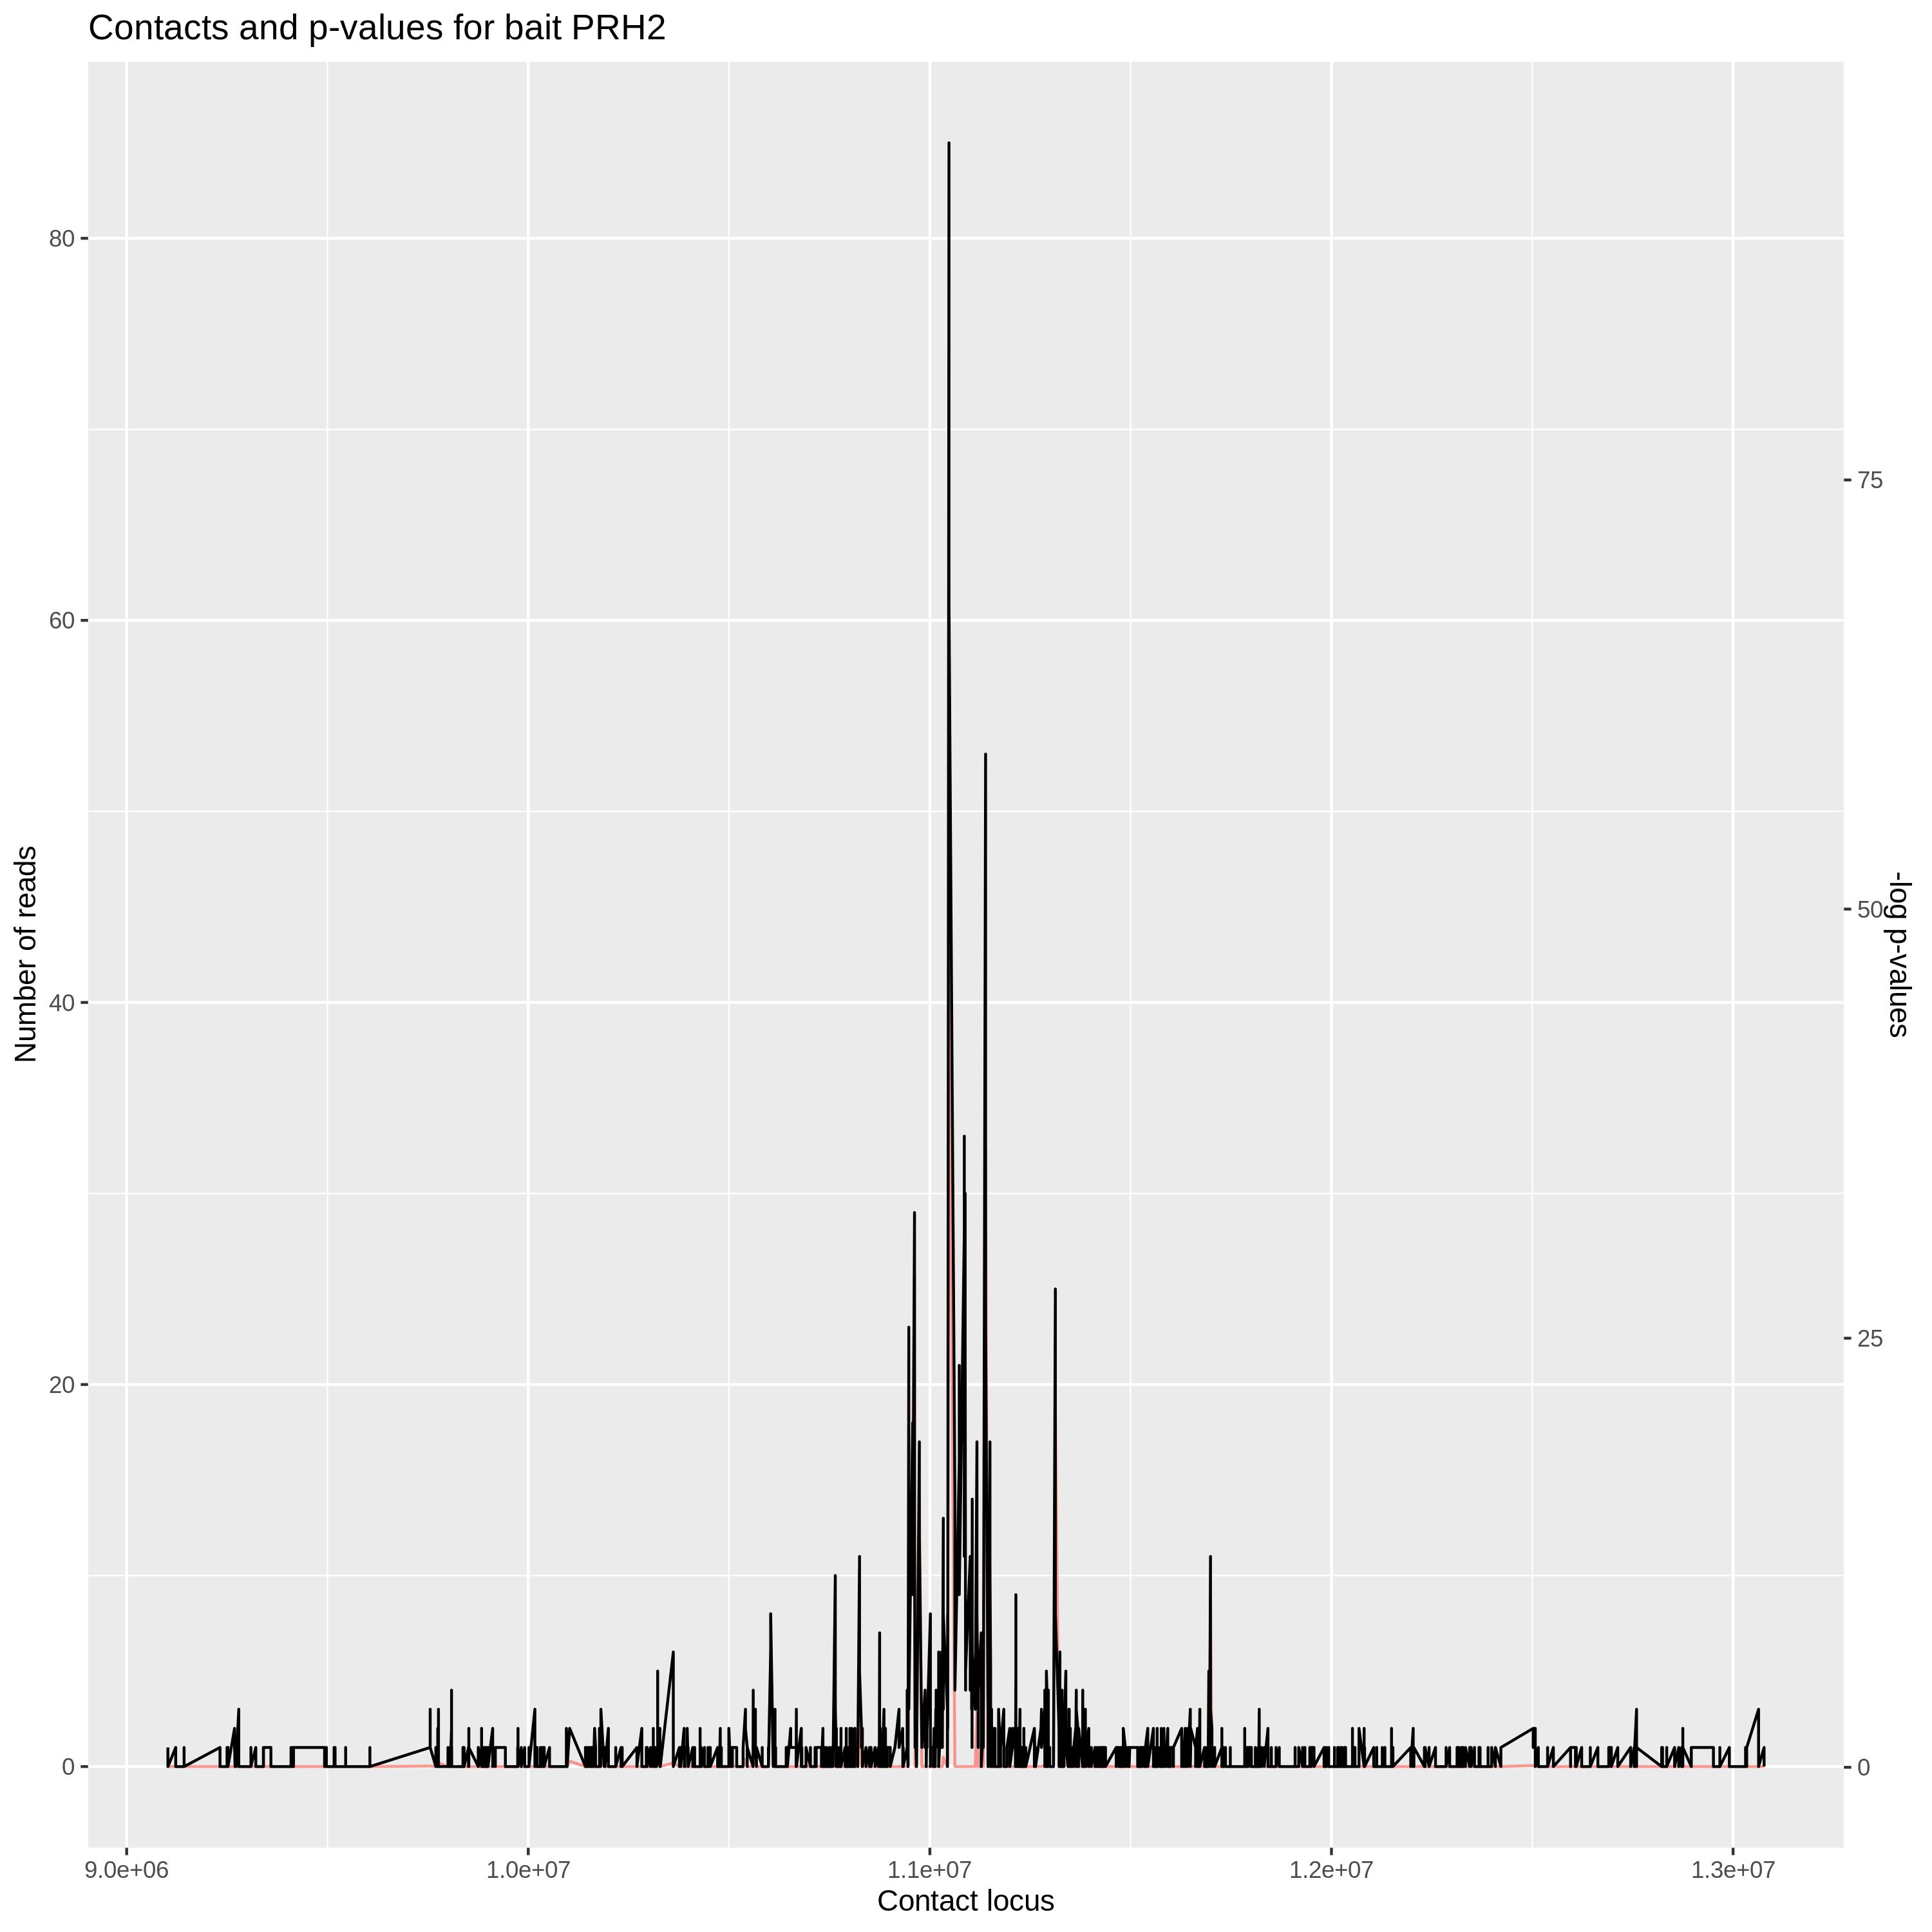 Contacts and p-values for bait PRH2
80
60
40
20
0
Number of reads
75
50
25
0
-log p-values
9.0e+06 1.0e+07 1.1e+07 1.2e+07 1.3e+07
Contact locus